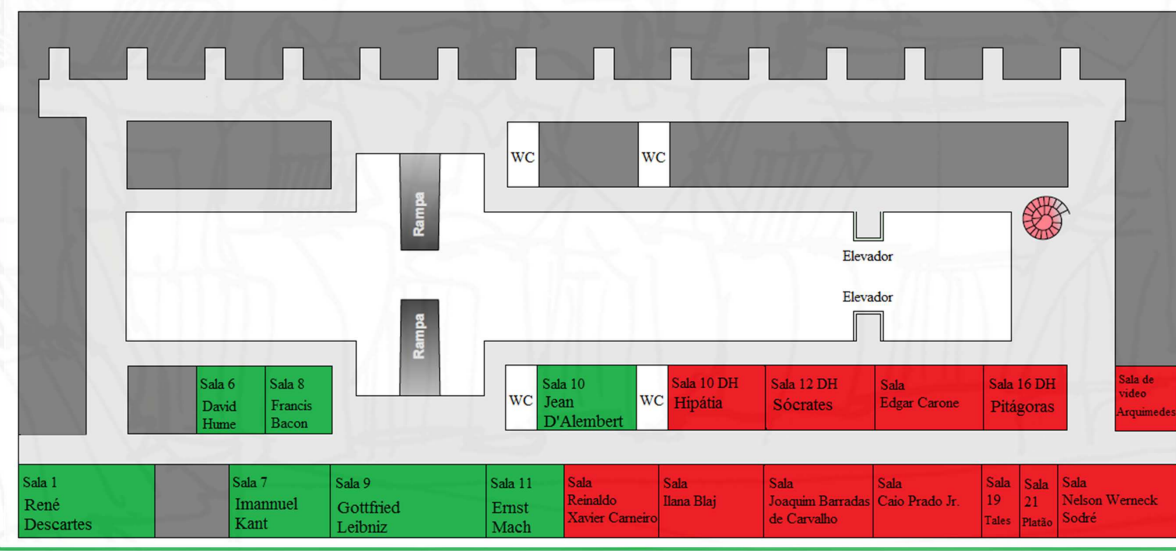 WC
WC
Rampa
Elevador
Elevador
Rampa
Sala 6
David
Hume
Sala 8
Francis
Bacon
WC
Sala 10
Jean
D'Alembert
WC
Sala 10 DH
Hipátia
Sala 12 DH
Sócrates
Sala
Edgar Carone
Sala 16 DH
Pitágoras
Sala de
vídeo
Arquimedes
Sala 1
René
Descartes
Sala 7
Imannuel
Kant
Sala 9
Gottfried
Leibniz
Sala 11
Ernst
Mach
Sala
Reinaldo
Xavier Carneiro
Sala
Ilana Blaj
Sala
Joaquim Barradas
de Carvalho
Sala
Caio Prado Jr.
Sala
19
Tales
Sala
21
Platão
Sala
Nelson Werneck
Sodré